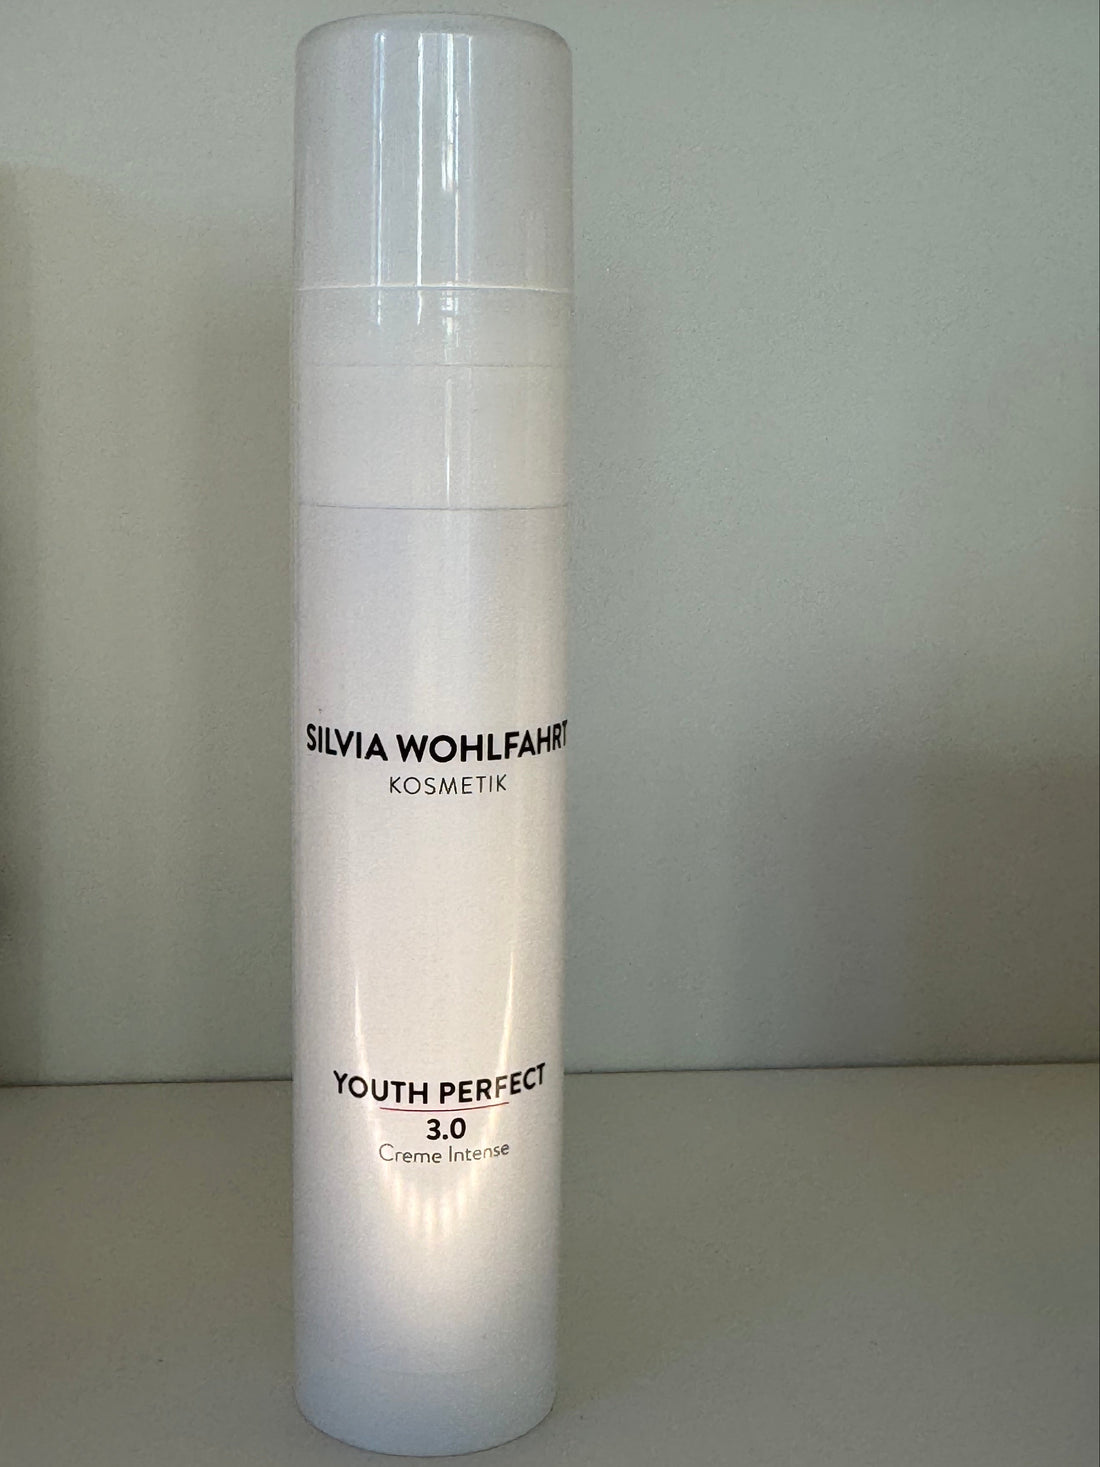 SILVIA WOHLFAHRT
KOSMETIK
YOUTH PERFECT
3.0
Creme Intense